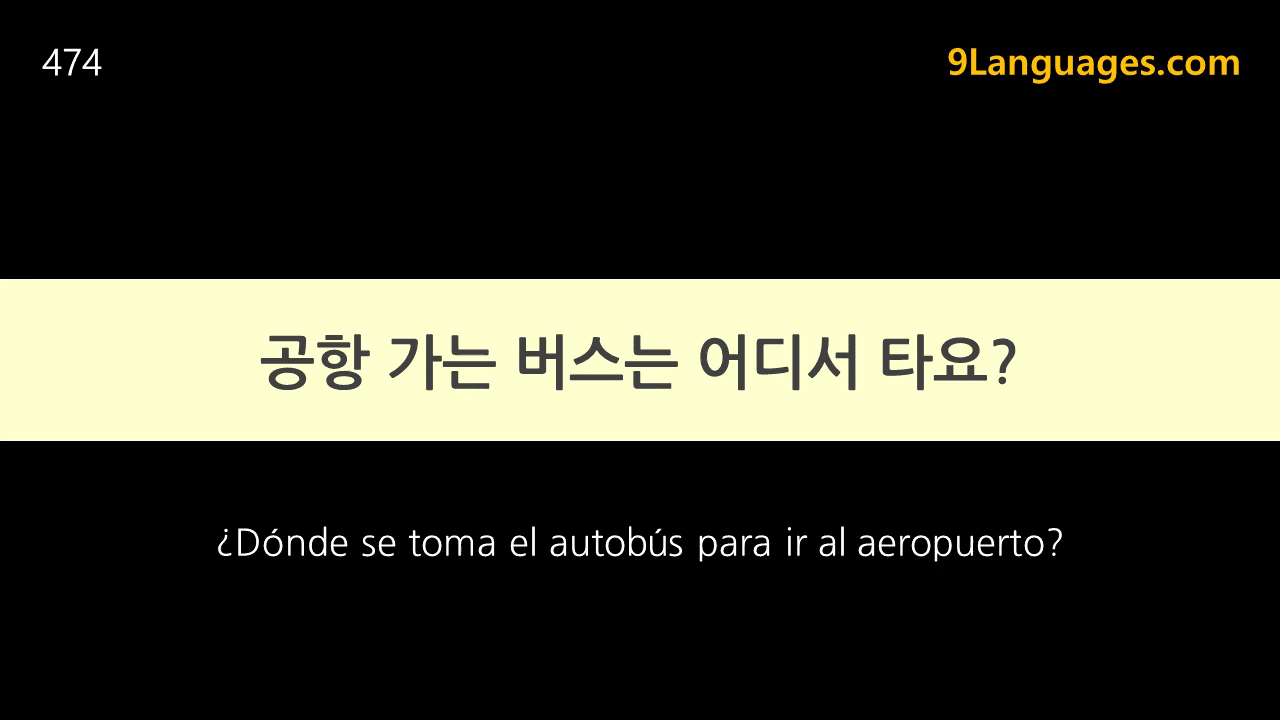 474
9Languages.com
공항 가는 버스는 어디서 타요?
¿Dónde se toma el autobús para ir al aeropuerto?